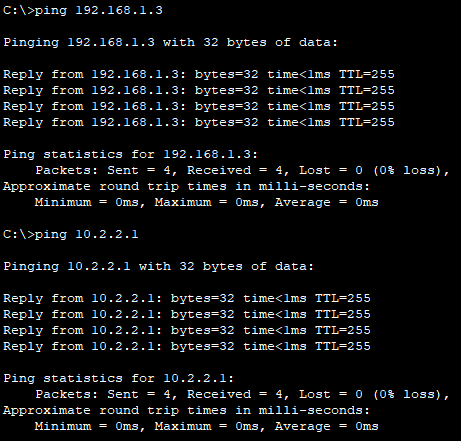 C:\>ping 192.168.1.3
Pinging 192.168.1.3 with 32 bytes of data:
Reply from 192.168.1.3: bytes=32 time<1ms TTL=255
Reply from 192.168.1.3: bytes=32 time<1ms TTL=255
Reply from 192.168.1.3: bytes=32 time<1ms TTL=255
Reply from 192.168.1.3: bytes=32 time<1ms TTL=255
Ping statistics for 192.168.1.3:
Packets: Sent = 4, Received = 4, Lost = 0 (0% loss),
Approximate round trip times in milli-seconds:
Minimum = 0ms, Maximum = 0ms, Average = 0ms
C:\>ping 10.2.2.1
Pinging 10.2.2.1 with 32 bytes of data:
Reply from 10.2.2.1: bytes=32 time<1ms TTL=255
Reply from 10.2.2.1: bytes=32 time<1ms TTL=255
Reply from 10.2.2.1: bytes=32 time<1ms TTL=255
Reply from 10.2.2.1: bytes=32 time<1ms TTL=255
Ping statistics for 10.2.2.1:
Packets: Sent = 4, Received = 4, Lost = 0 (0% loss),
Approximate round trip times in milli-seconds:
Minimum = 0ms, Maximum = 0ms, Average = 0ms